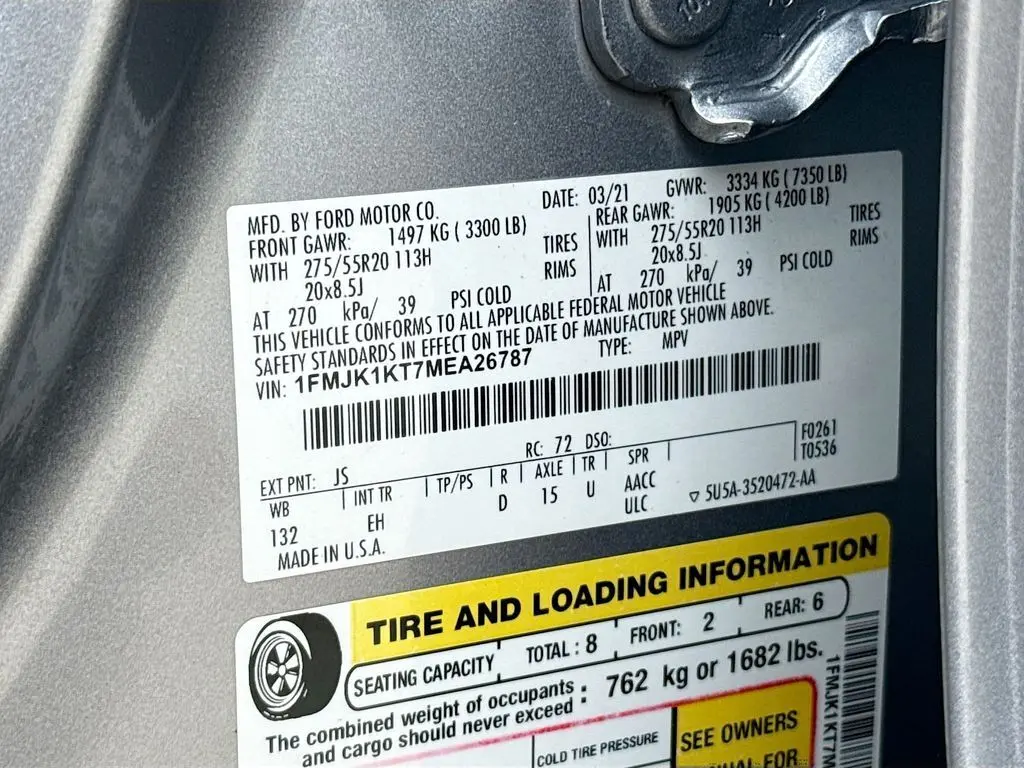 MFD. BY FORD MOTOR CO. DATE: 03/21 GVWR: 3334 KG ( 7350 LB)
FRONT GAWR: 1497 KG ( 3300 LB) REAR GAWR: 1905 KG ( 4200 LB)
WITH 275/55R20 113H TIRES WITH 275/55R20 113H TIRES
20x8.5J RIMS 20x8.5J RIMS
AT 270 kPa/ 39 PSI COLD AT 270 kPa/ 39 PSI COLD
THIS VEHICLE CONFORMS TO ALL APPLICABLE FEDERAL MOTOR VEHICLE
SAFETY STANDARDS IN EFFECT ON THE DATE OF MANUFACTURE SHOWN ABOVE.
VIN: 1FMJK1KT7MEA26787 TYPE: MPV
F0261
T0536
EXT PNT: JS RC: 72 DSO:
WB INT TR TP/PS R AXLE TR SPR
132 EH D 15 U AACC
ULC
▽ 5U5A-3520472-AA
MADE IN U.S.A.
TIRE AND LOADING INFORMATION
SEATING CAPACITY TOTAL : 8 FRONT: 2 REAR: 6
The combined weight of occupants
and cargo should never exceed : 762 kg or 1682 lbs.
COLD TIRE PRESSURE
SEE OWNERS
FOR
1FMJK1KT7M